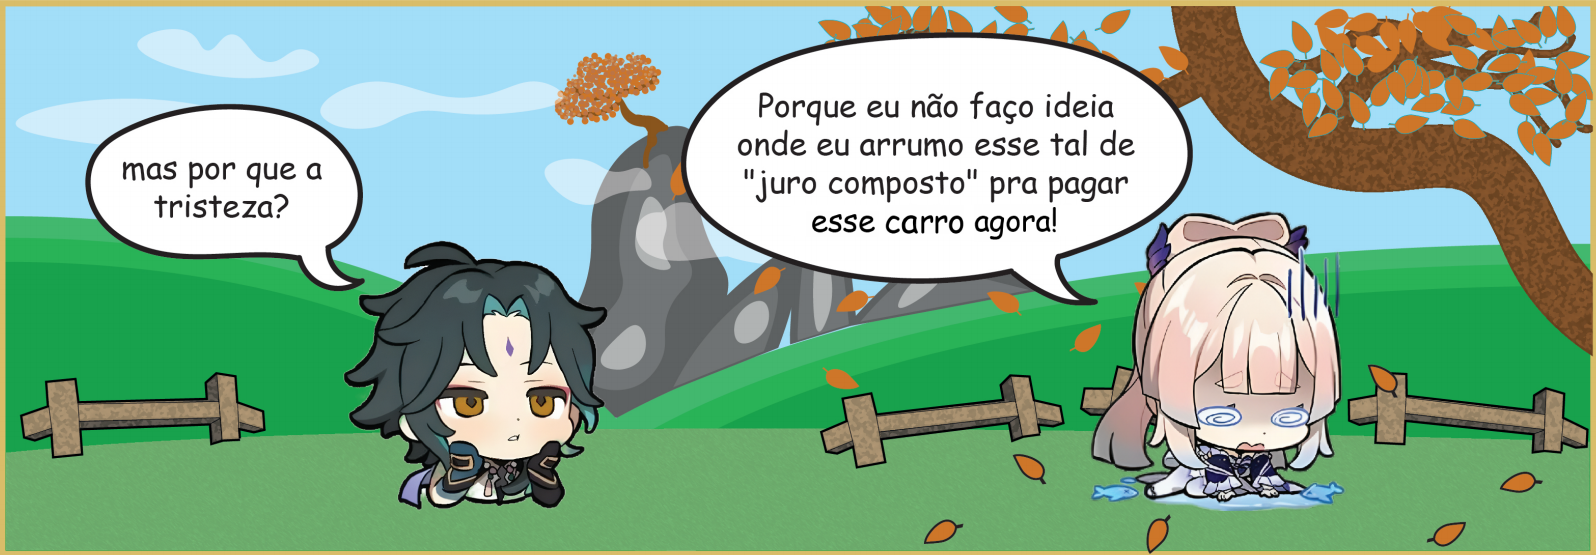 mas por que a
tristeza?
Porque eu não faço ideia
onde eu arrumo esse tal de
"juro composto" pra pagar
esse carro agora!